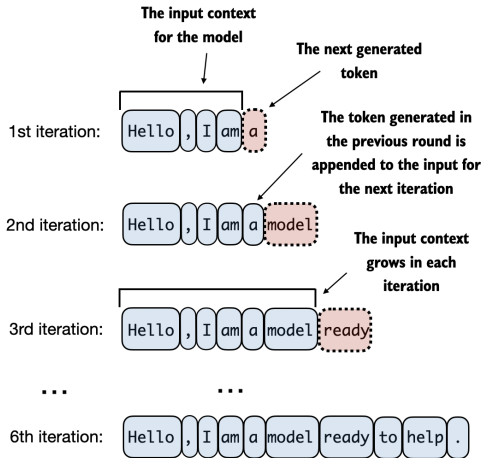 The input context
for the model
The next generated
token
1st iteration: Hello , I am a
The token generated in
the previous round is
appended to the input for
the next iteration
2nd iteration: Hello , I am a model
The input context
grows in each
iteration
3rd iteration: Hello , I am a model ready
... ...
6th iteration: Hello , I am a model ready to help .